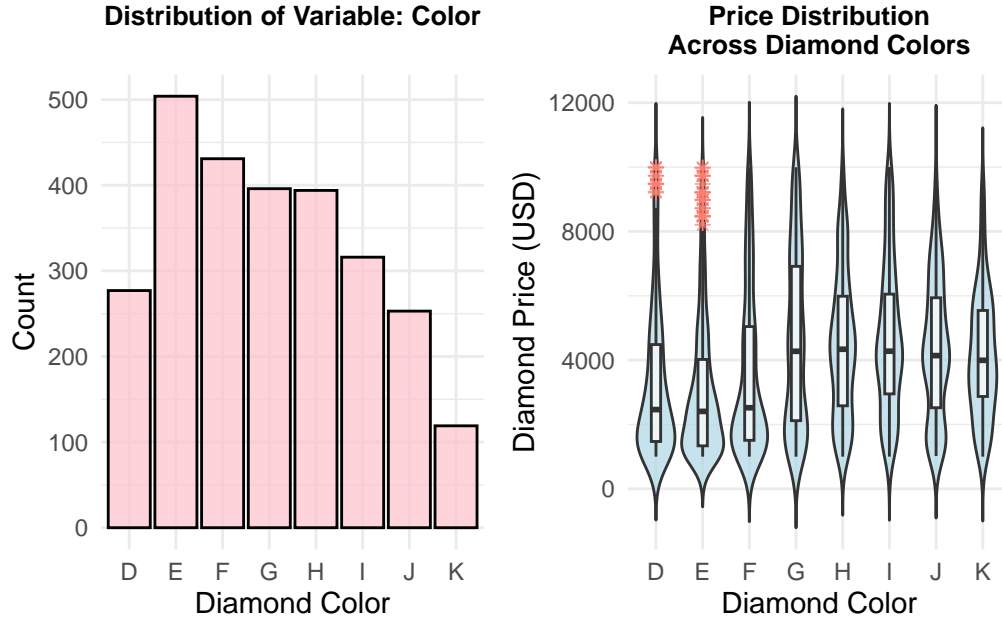 Distribution of Variable: Color
500
400
300
200
100
0
Count
D E F G H I J K
Diamond Color
Price Distribution
Across Diamond Colors
12000
8000
4000
0
Diamond Price (USD)
D E F G H I J K
Diamond Color